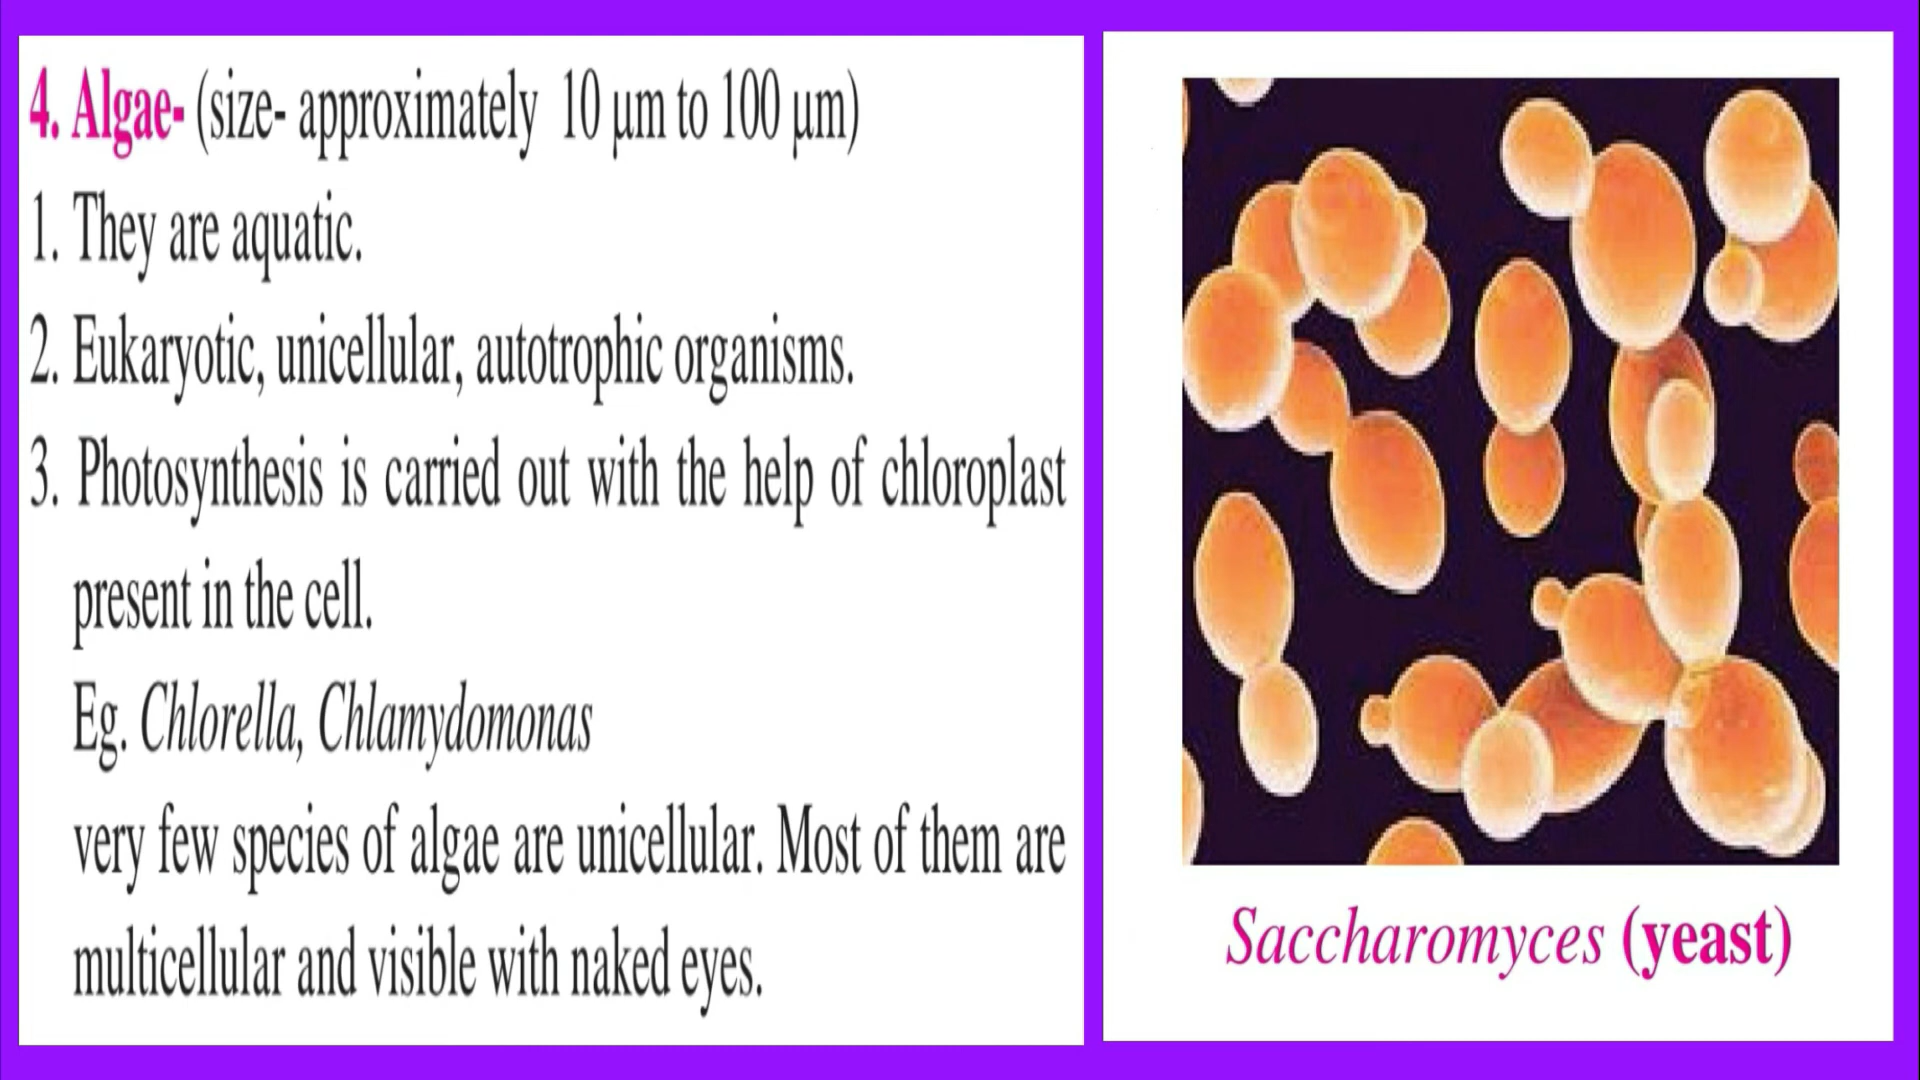 4. Algae- (size- approximately 10 µm to 100 µm)
1. They are aquatic.
2. Eukaryotic, unicellular, autotrophic organisms.
3. Photosynthesis is carried out with the help of chloroplast
present in the cell.
Eg. Chlorella, Chlamydomonas
very few species of algae are unicellular. Most of them are
multicellular and visible with naked eyes.
Saccharomyces (yeast)